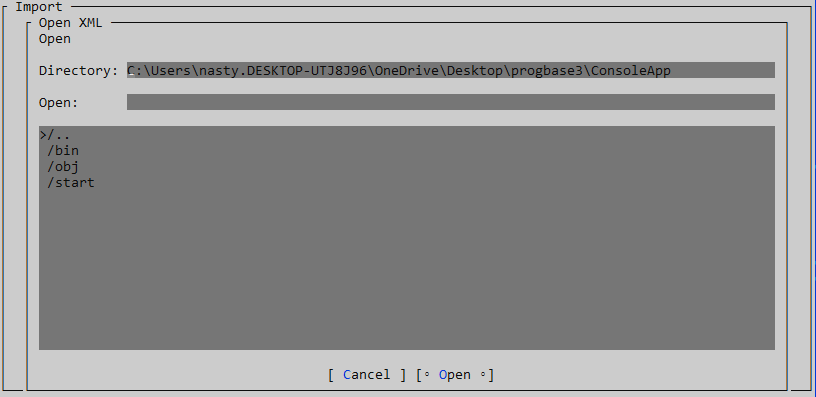 Import
Open XML
Open
Directory: C:\Users\nasty.DESKTOP-UTJ8J96\OneDrive\Desktop\progbase3\ConsoleApp
Open:
>/..
/bin
/obj
/start
[ Cancel ] [◦ Open ◦]